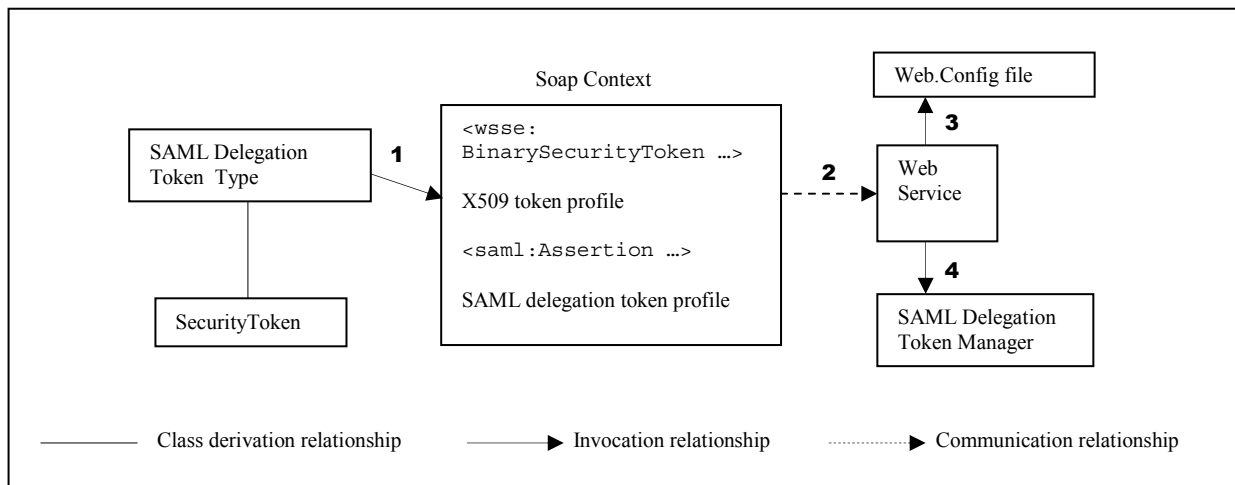 Soap Context
Web.Config file
3
<wsse:
BinarySecurityToken …>
SAML Delegation
Token Type
1
2
Web
Service
X509 token profile
<saml:Assertion …>
4
SAML delegation token profile
SecurityToken
SAML Delegation
Token Manager
Class derivation relationship
Invocation relationship
Communication relationship